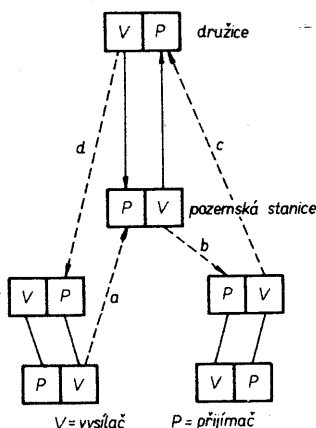 V P družice
d c
P V pozemská stanice
a b
V P P V
P V V P
V = vysílač P = přijímač